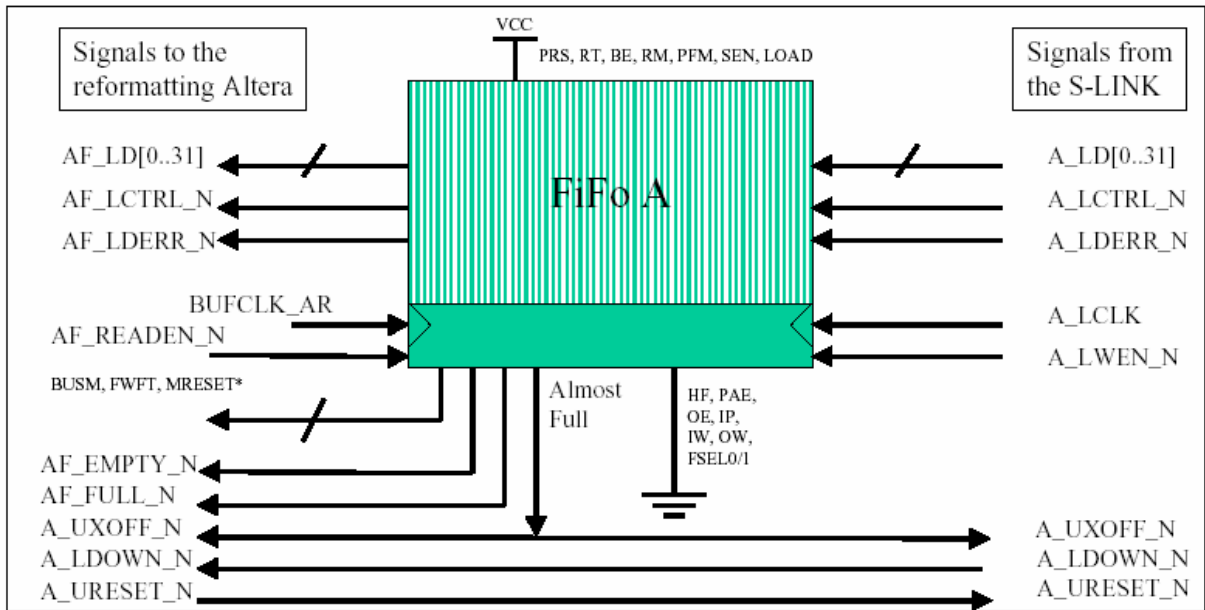 VCC
Signals to the
reformatting Altera
PRS, RT, BE, RM, PFM, SEN, LOAD
Signals from
the S-LINK
AF_LD[0..31]
A_LD[0..31]
FiFo A
AF_LCTRL_N
A_LCTRL_N
AF_LDERR_N
A_LDERR_N
BUFCLK_AR
A_LCLK
AF_READEN_N
A_LWEN_N
BUSM, FWFT, MRESET*
Almost
Full
HF, PAE,
OE, IP,
IW, OW,
FSEL0/1
AF_EMPTY_N
AF_FULL_N
A_UXOFF_N
A_UXOFF_N
A_LDOWN_N
A_LDOWN_N
A_URESET_N
A_URESET_N